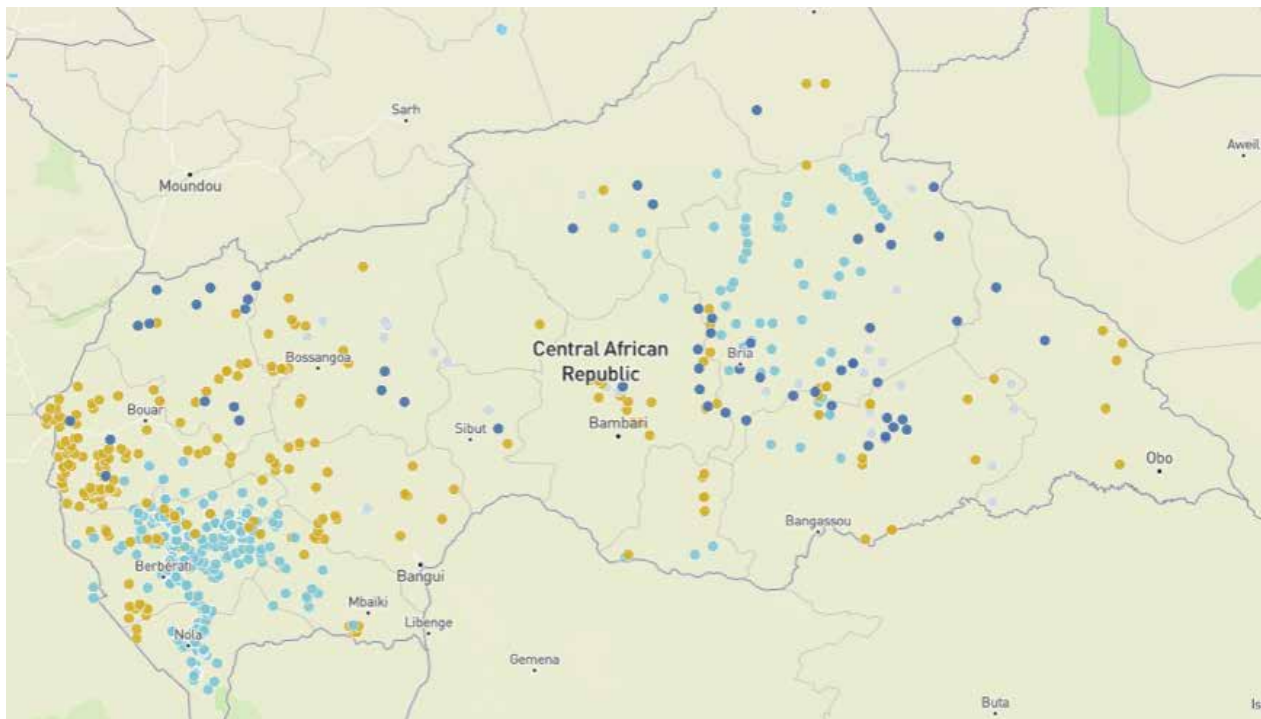 Sarh
Aweil
Moundou
Bossangoa
Central African
Republic
Bria
Bouar
Sibut
Bambari
Obo
Bangassou
Berberati
Bangui
Mbaiki
Libenge
Nola
Gemena
Buta
Is